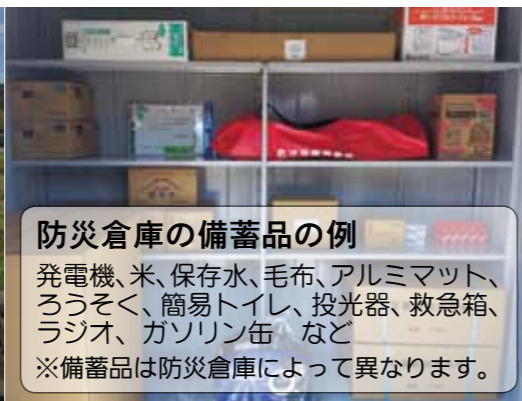 防災倉庫の備蓄品の例
発電機、米、保存水、毛布、アルミマット、
ろうそく、簡易トイレ、投光器、救急箱、
ラジオ、ガソリン缶　など
※備蓄品は防災倉庫によって異なります。